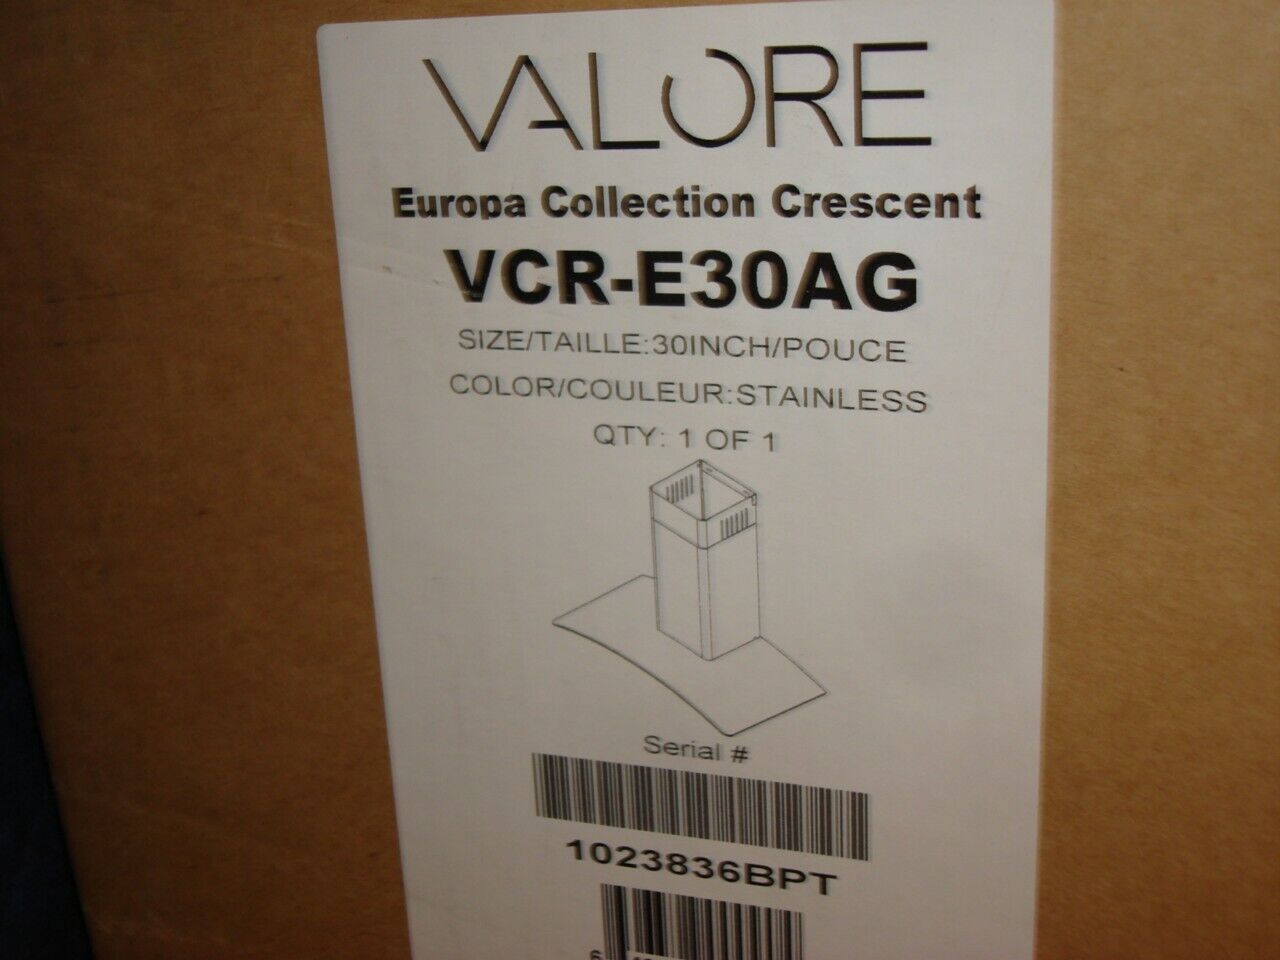 VALORE
Europa Collection Crescent
VCR-E30AG
SIZE/TAILLE:30INCH/POUCE
COLOR/COULEUR:STAINLESS
QTY: 1 OF 1
Serial #
1023836BPT